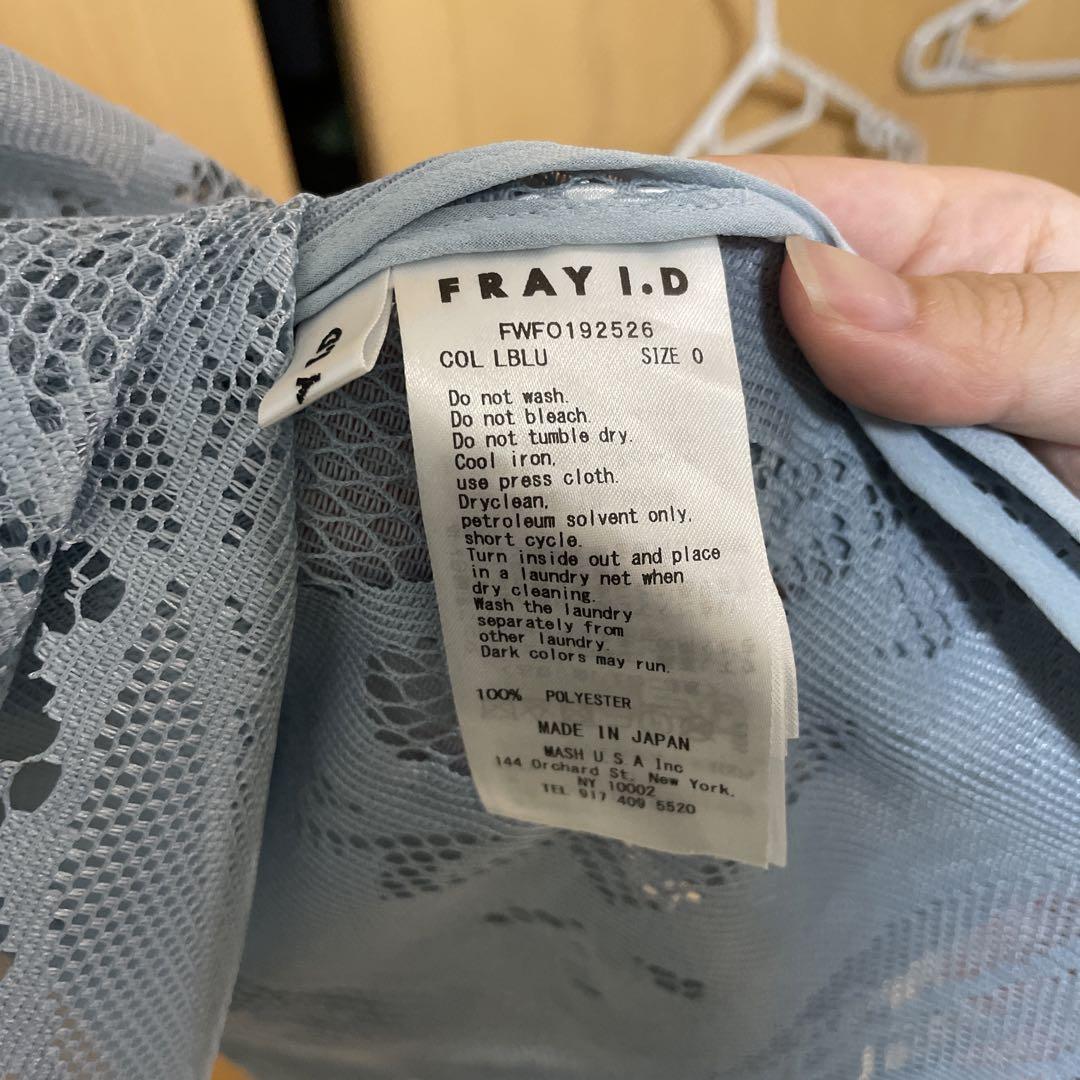 FRAY I.D
FWFO192526
COL LBLU SIZE 0
Do not wash.
Do not bleach.
Do not tumble dry.
Cool iron,
use press cloth.
Dryclean,
petroleum solvent only,
short cycle.
Turn inside out and place
in a laundry net when
dry cleaning.
Wash the laundry
separately from
other laundry.
Dark colors may run.
100% POLYESTER
MADE IN JAPAN
MASH U S A Inc
144 Orchard St. New York.
NY 10002
TEL 917 409 5520